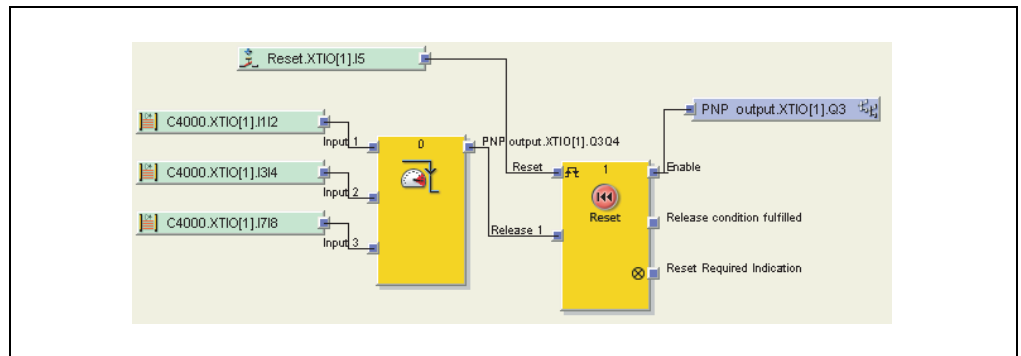 Reset.XTIO[1].I5
PNP output.XTIO[1].Q3
C4000.XTIO[1].I1I2
Input 1
0
PNP output.XTIO[1].Q3Q4
C4000.XTIO[1].I3I4
Input 2
Reset
1
Enable
Reset
C4000.XTIO[1].I7I8
Input 3
Release 1
Release condition fulfilled
Reset Required Indication